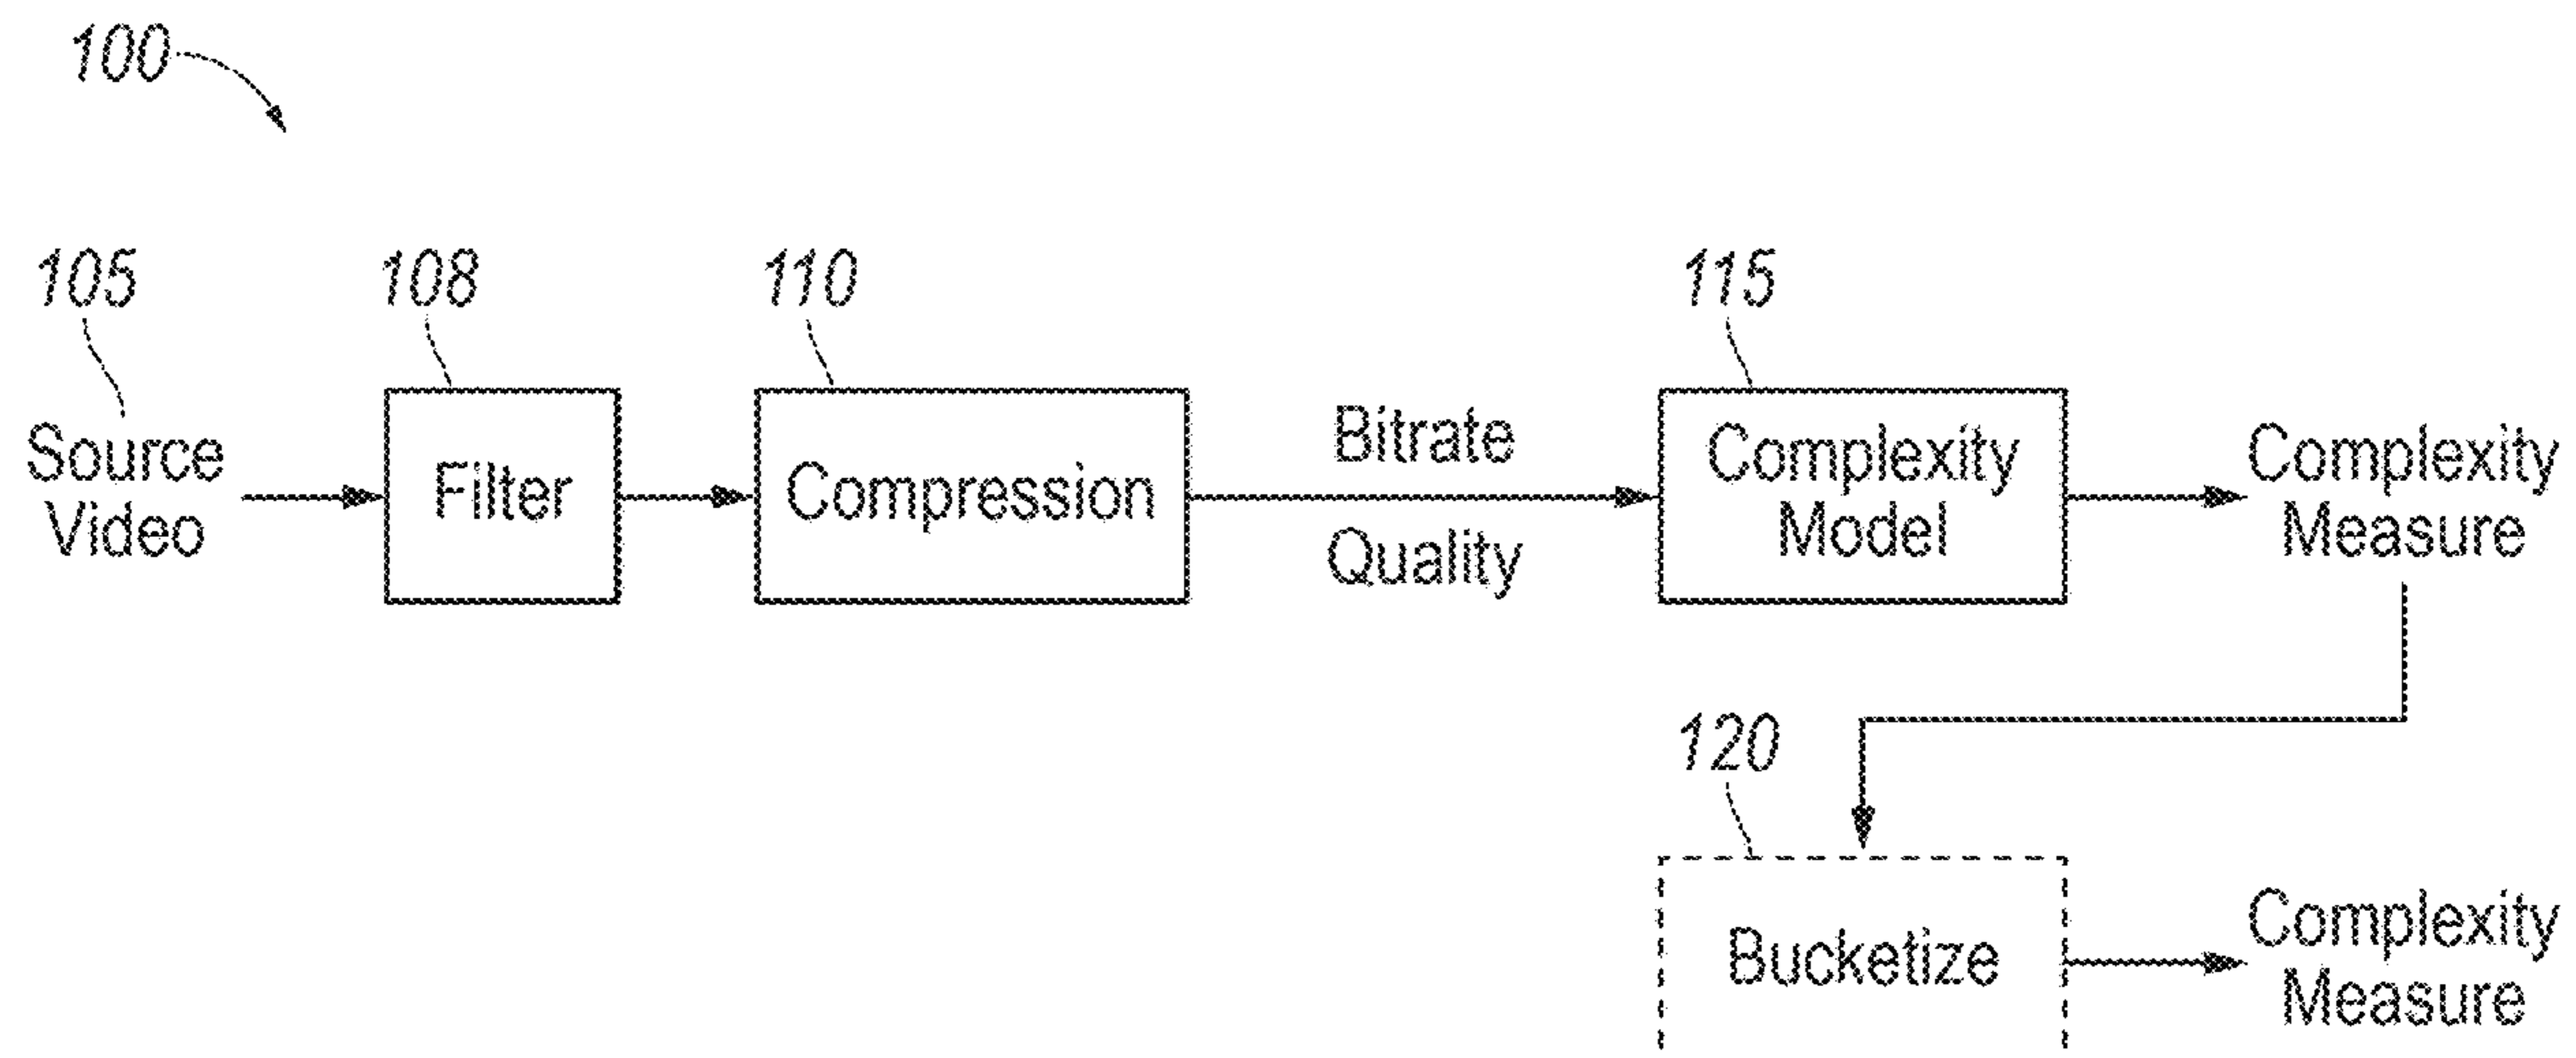 100
105
108
110
115
Source
Video
Filter
Compression
Bitrate
Quality
Complexity
Model
Complexity
Measure
120
Bucketize
Complexity
Measure